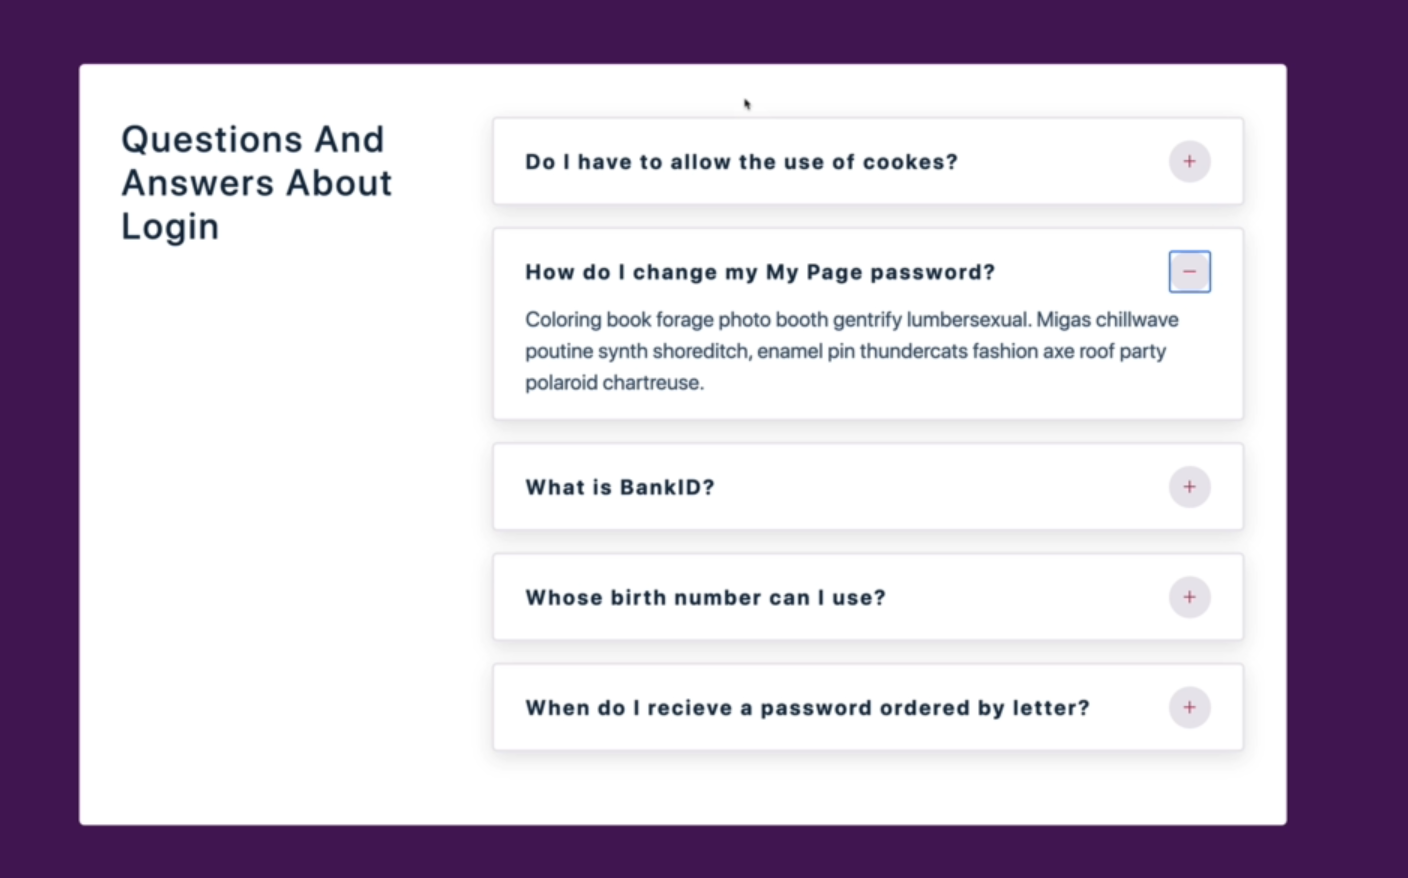 Questions And
Answers About
Login
Do I have to allow the use of cookes?
+
How do I change my My Page password?
−
Coloring book forage photo booth gentrify lumbersexual. Migas chillwave
poutine synth shoreditch, enamel pin thundercats fashion axe roof party
polaroid chartreuse.
What is BankID?
+
Whose birth number can I use?
+
When do I recieve a password ordered by letter?
+